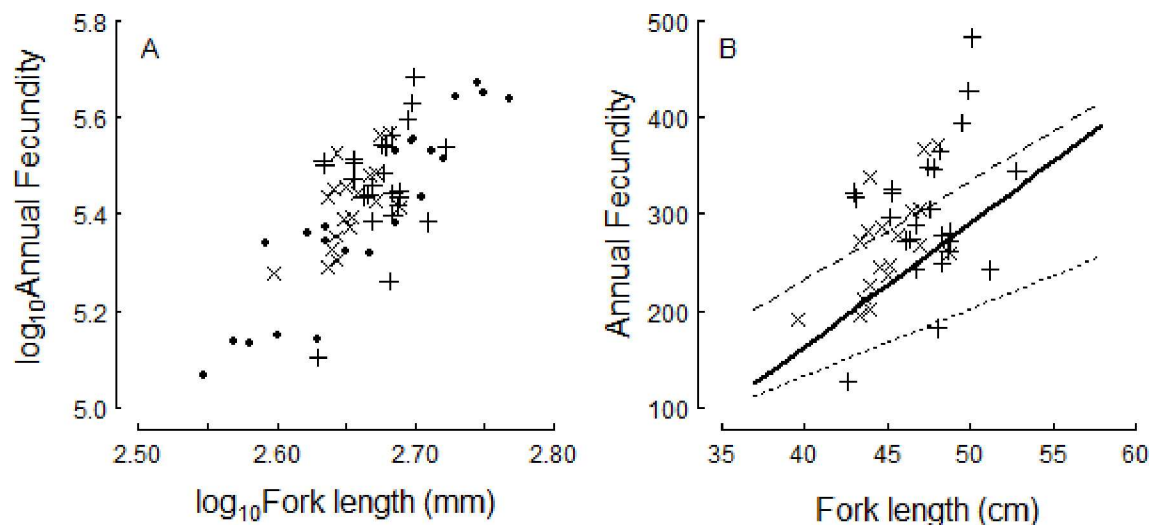 A
log₁₀Annual Fecundity
5.8
5.6
5.4
5.2
5.0
2.50 2.60 2.70 2.80
log₁₀Fork length (mm)
B
Annual Fecundity
500
400
300
200
100
35 40 45 50 55 60
Fork length (cm)